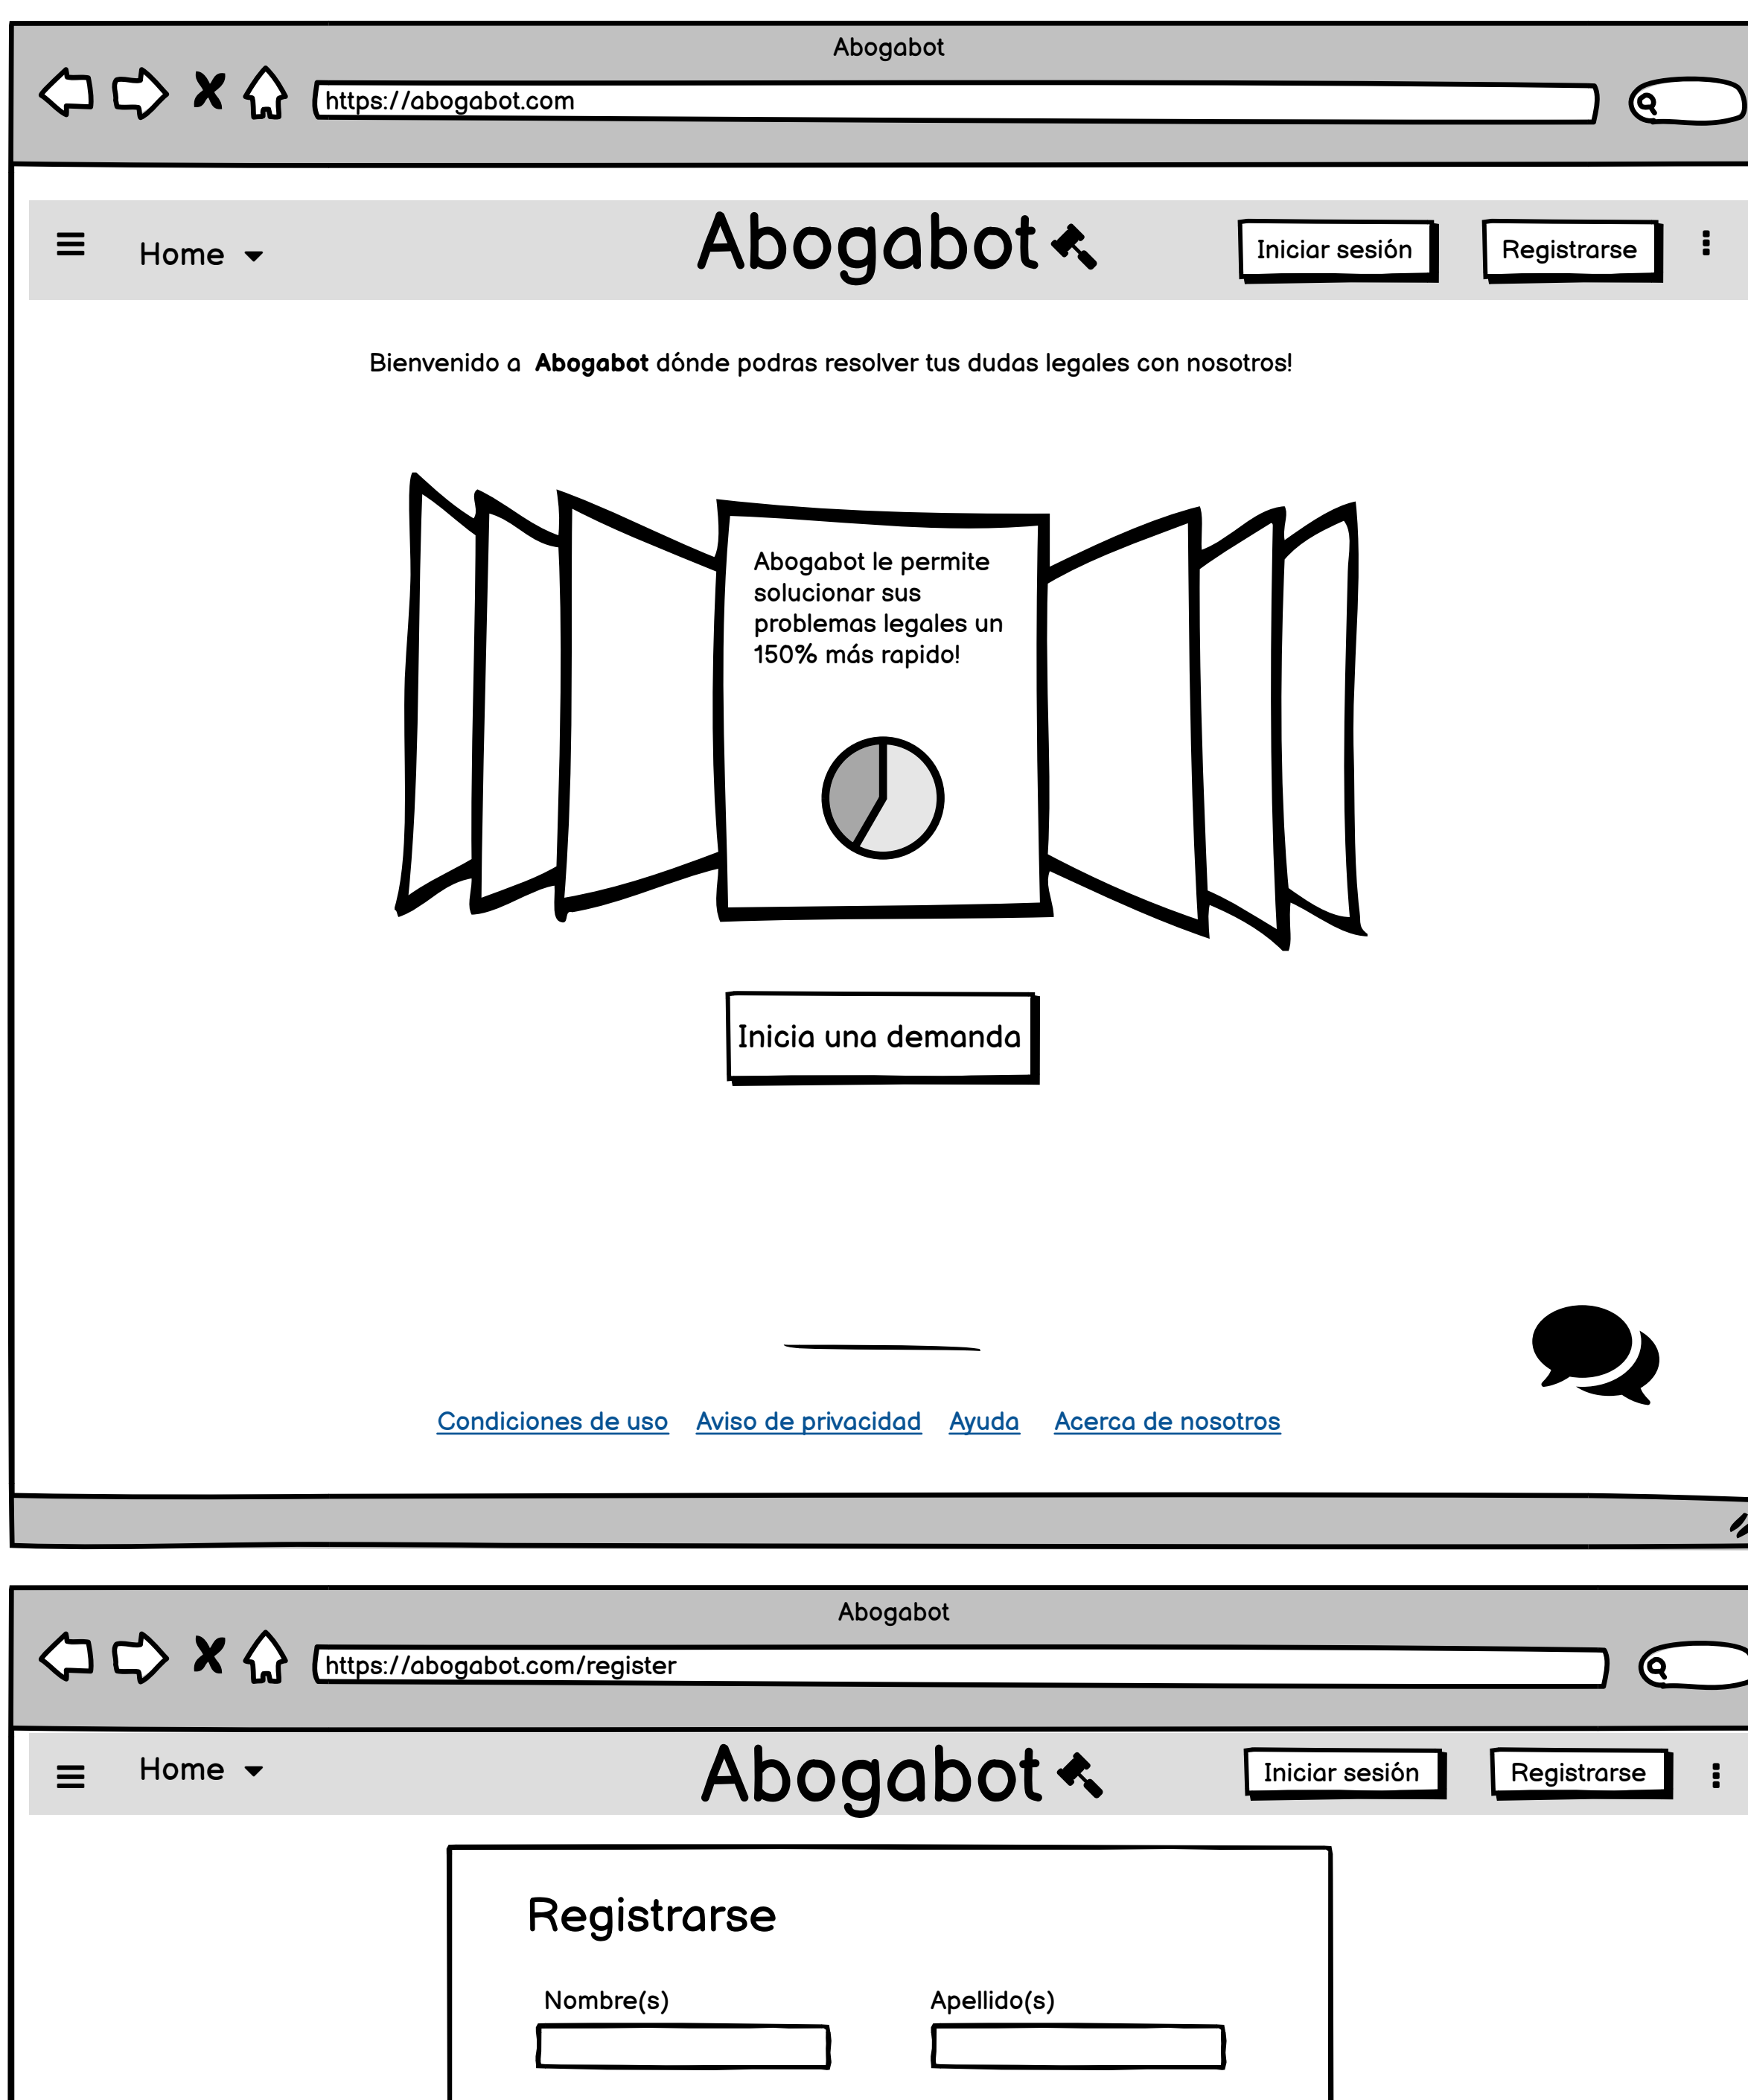 Abogabot
https://abogabot.com
Home
Abogabot
Iniciar sesión
Registrarse
Bienvenido a Abogabot dónde podras resolver tus dudas legales con nosotros!
Abogabot le permite
solucionar sus
problemas legales un
150% más rapido!
Inicia una demanda
Condiciones de uso
Aviso de privacidad
Ayuda
Acerca de nosotros
Abogabot
https://abogabot.com/register
Home
Abogabot
Iniciar sesión
Registrarse
Registrarse
Nombre(s)
Apellido(s)